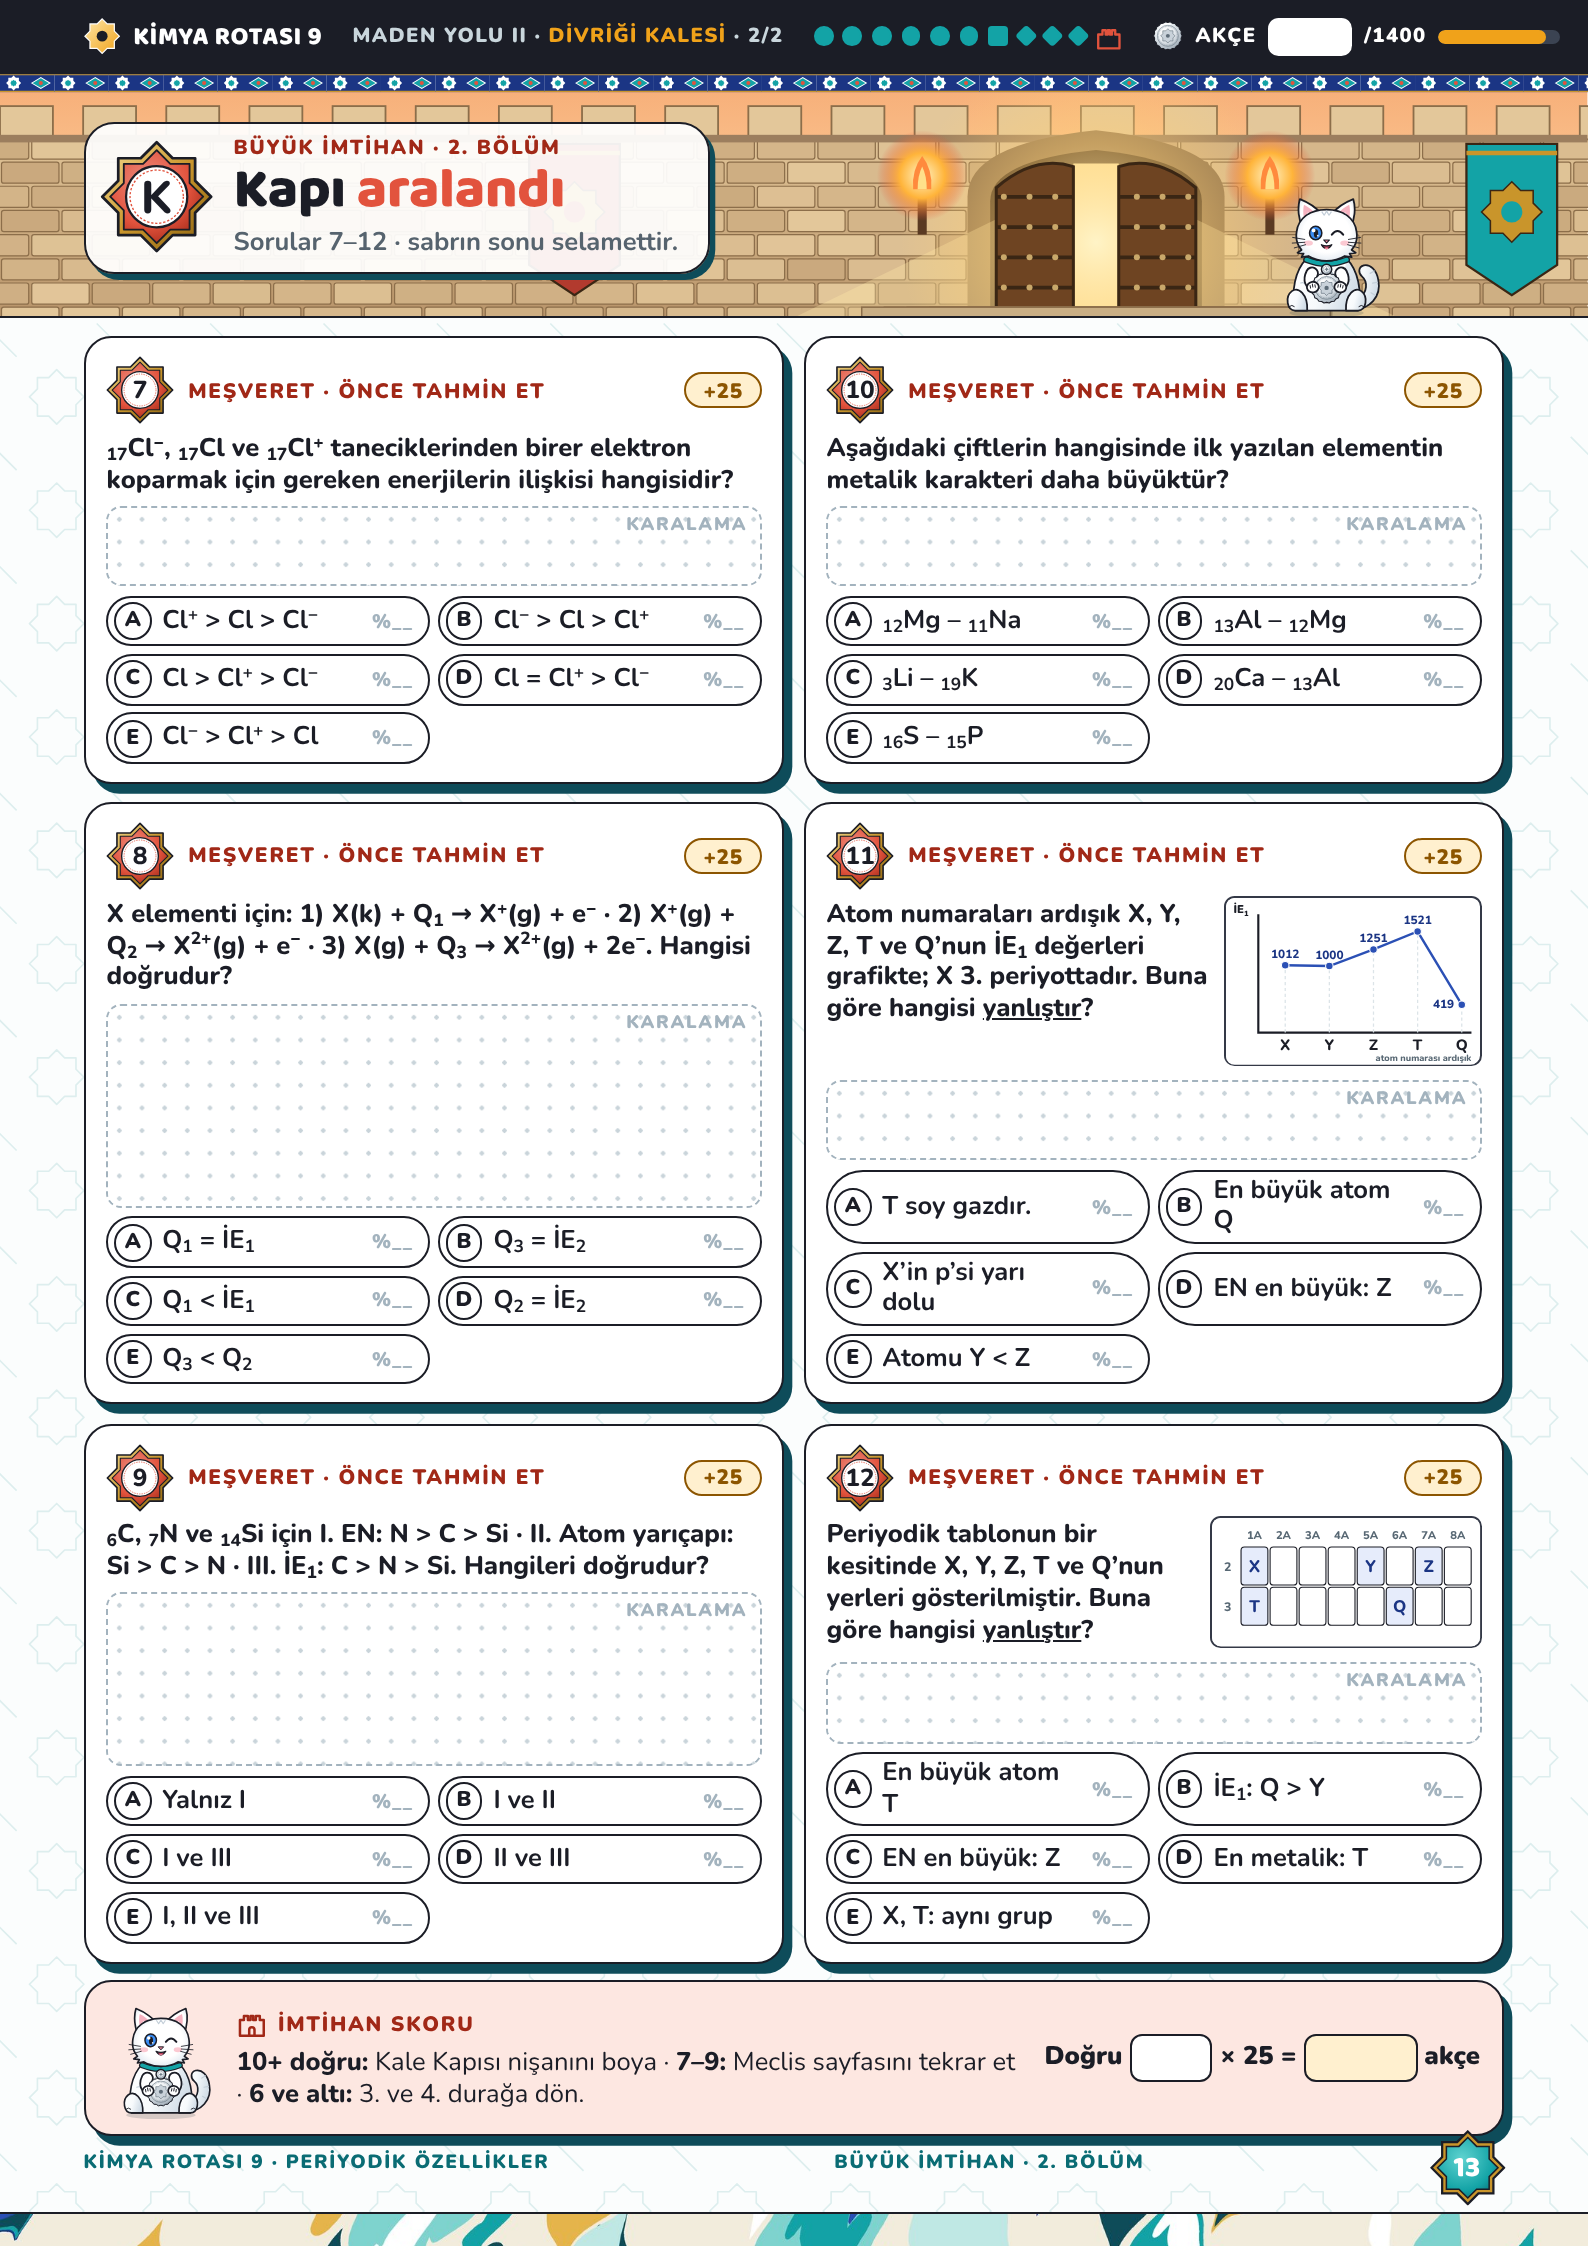 KİMYA ROTASI 9 MADEN YOLU II · DİVRİĞİ KALESİ · 2/2 AKÇE /1400
BÜYÜK İMTİHAN · 2. BÖLÜM
K
Kapı aralandı
Sorular 7–12 · sabrın sonu selamettir.
7 MEŞVERET · ÖNCE TAHMİN ET +25
₁₇Cl⁻, ₁₇Cl ve ₁₇Cl⁺ taneciklerinden birer elektron
koparmak için gereken enerjilerin ilişkisi hangisidir?
KARALAMA
A Cl⁺ > Cl > Cl⁻ %__ B Cl⁻ > Cl > Cl⁺ %__
C Cl > Cl⁺ > Cl⁻ %__ D Cl = Cl⁺ > Cl⁻ %__
E Cl⁻ > Cl⁺ > Cl %__
8 MEŞVERET · ÖNCE TAHMİN ET +25
X elementi için: 1) X(k) + Q₁ → X⁺(g) + e⁻ · 2) X⁺(g) +
Q₂ → X²⁺(g) + e⁻ · 3) X(g) + Q₃ → X²⁺(g) + 2e⁻. Hangisi
doğrudur?
KARALAMA
A Q₁ = İE₁ %__ B Q₃ = İE₂ %__
C Q₁ < İE₁ %__ D Q₂ = İE₂ %__
E Q₃ < Q₂ %__
9 MEŞVERET · ÖNCE TAHMİN ET +25
₆C, ₇N ve ₁₄Si için I. EN: N > C > Si · II. Atom yarıçapı:
Si > C > N · III. İE₁: C > N > Si. Hangileri doğrudur?
KARALAMA
A Yalnız I %__ B I ve II %__
C I ve III %__ D II ve III %__
E I, II ve III %__
10 MEŞVERET · ÖNCE TAHMİN ET +25
Aşağıdaki çiftlerin hangisinde ilk yazılan elementin
metalik karakteri daha büyüktür?
KARALAMA
A ₁₂Mg – ₁₁Na %__ B ₁₃Al – ₁₂Mg %__
C ₃Li – ₁₉K %__ D ₂₀Ca – ₁₃Al %__
E ₁₆S – ₁₅P %__
11 MEŞVERET · ÖNCE TAHMİN ET +25
Atom numaraları ardışık X, Y,
Z, T ve Q’nun İE₁ değerleri
grafikte; X 3. periyottadır. Buna
göre hangisi yanlıştır?
İE₁
1012 1000 1251 1521 419
X Y Z T Q
atom numarası ardışık
KARALAMA
A T soy gazdır. %__ B En büyük atom
Q %__
C X’in p’si yarı
dolu %__ D EN en büyük: Z %__
E Atomu Y < Z %__
12 MEŞVERET · ÖNCE TAHMİN ET +25
Periyodik tablonun bir
kesitinde X, Y, Z, T ve Q’nun
yerleri gösterilmiştir. Buna
göre hangisi yanlıştır?
1A 2A 3A 4A 5A 6A 7A 8A
2 X Y Z
3 T Q
KARALAMA
A En büyük atom
T %__ B İE₁: Q > Y %__
C EN en büyük: Z %__ D En metalik: T %__
E X, T: aynı grup %__
İMTİHAN SKORU
10+ doğru: Kale Kapısı nişanını boya · 7–9: Meclis sayfasını tekrar et
· 6 ve altı: 3. ve 4. durağa dön.
Doğru × 25 = akçe
KİMYA ROTASI 9 · PERİYODİK ÖZELLİKLER BÜYÜK İMTİHAN · 2. BÖLÜM 13